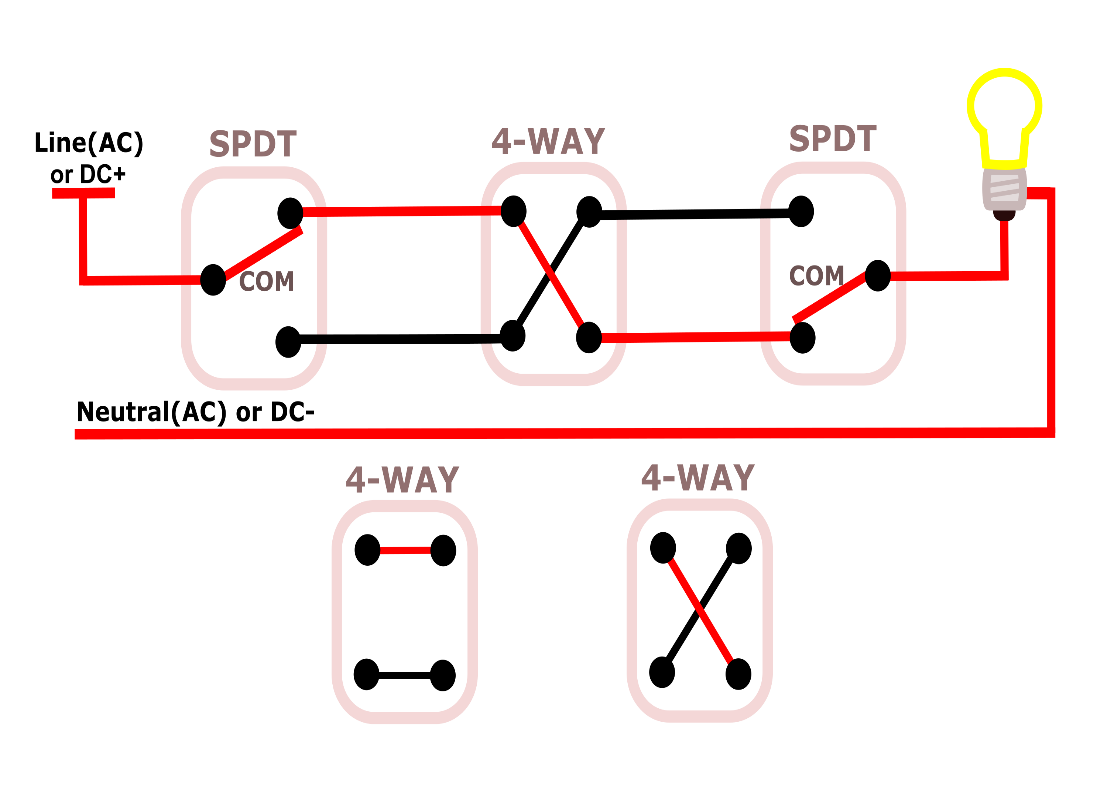 Line(AC)
or DC+
SPDT
4-WAY
SPDT
COM
COM
Neutral(AC) or DC-
4-WAY
4-WAY